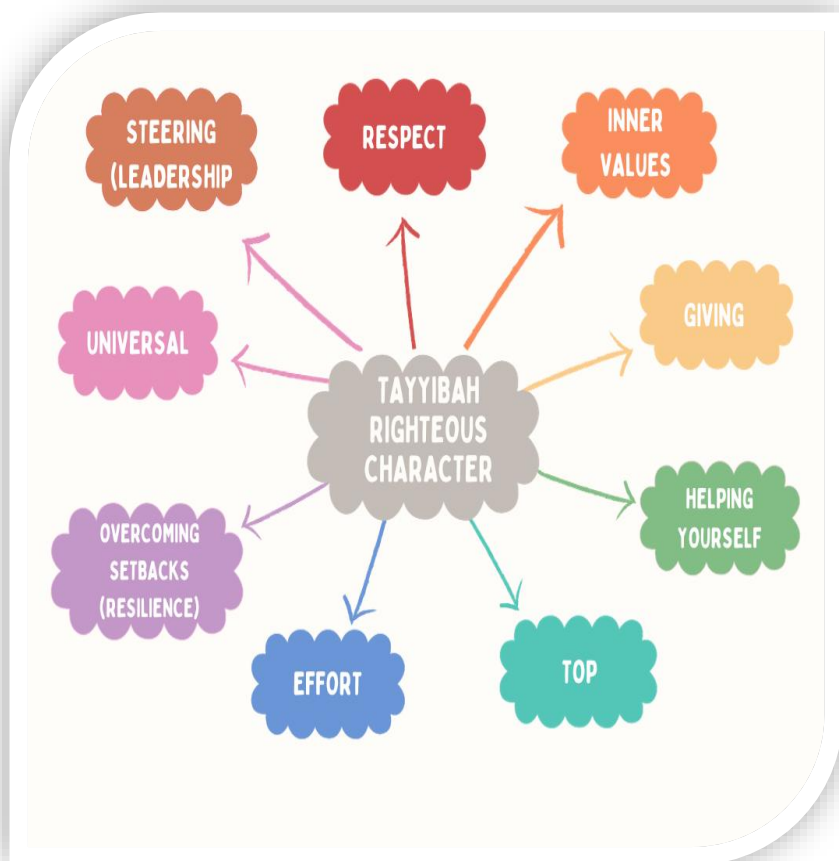 STEERING
(LEADERSHIP
RESPECT
INNER
VALUES
UNIVERSAL
GIVING
TAYYIBAH
RIGHTEOUS
CHARACTER
OVERCOMING
SETBACKS
(RESILIENCE)
HELPING
YOURSELF
EFFORT
TOP